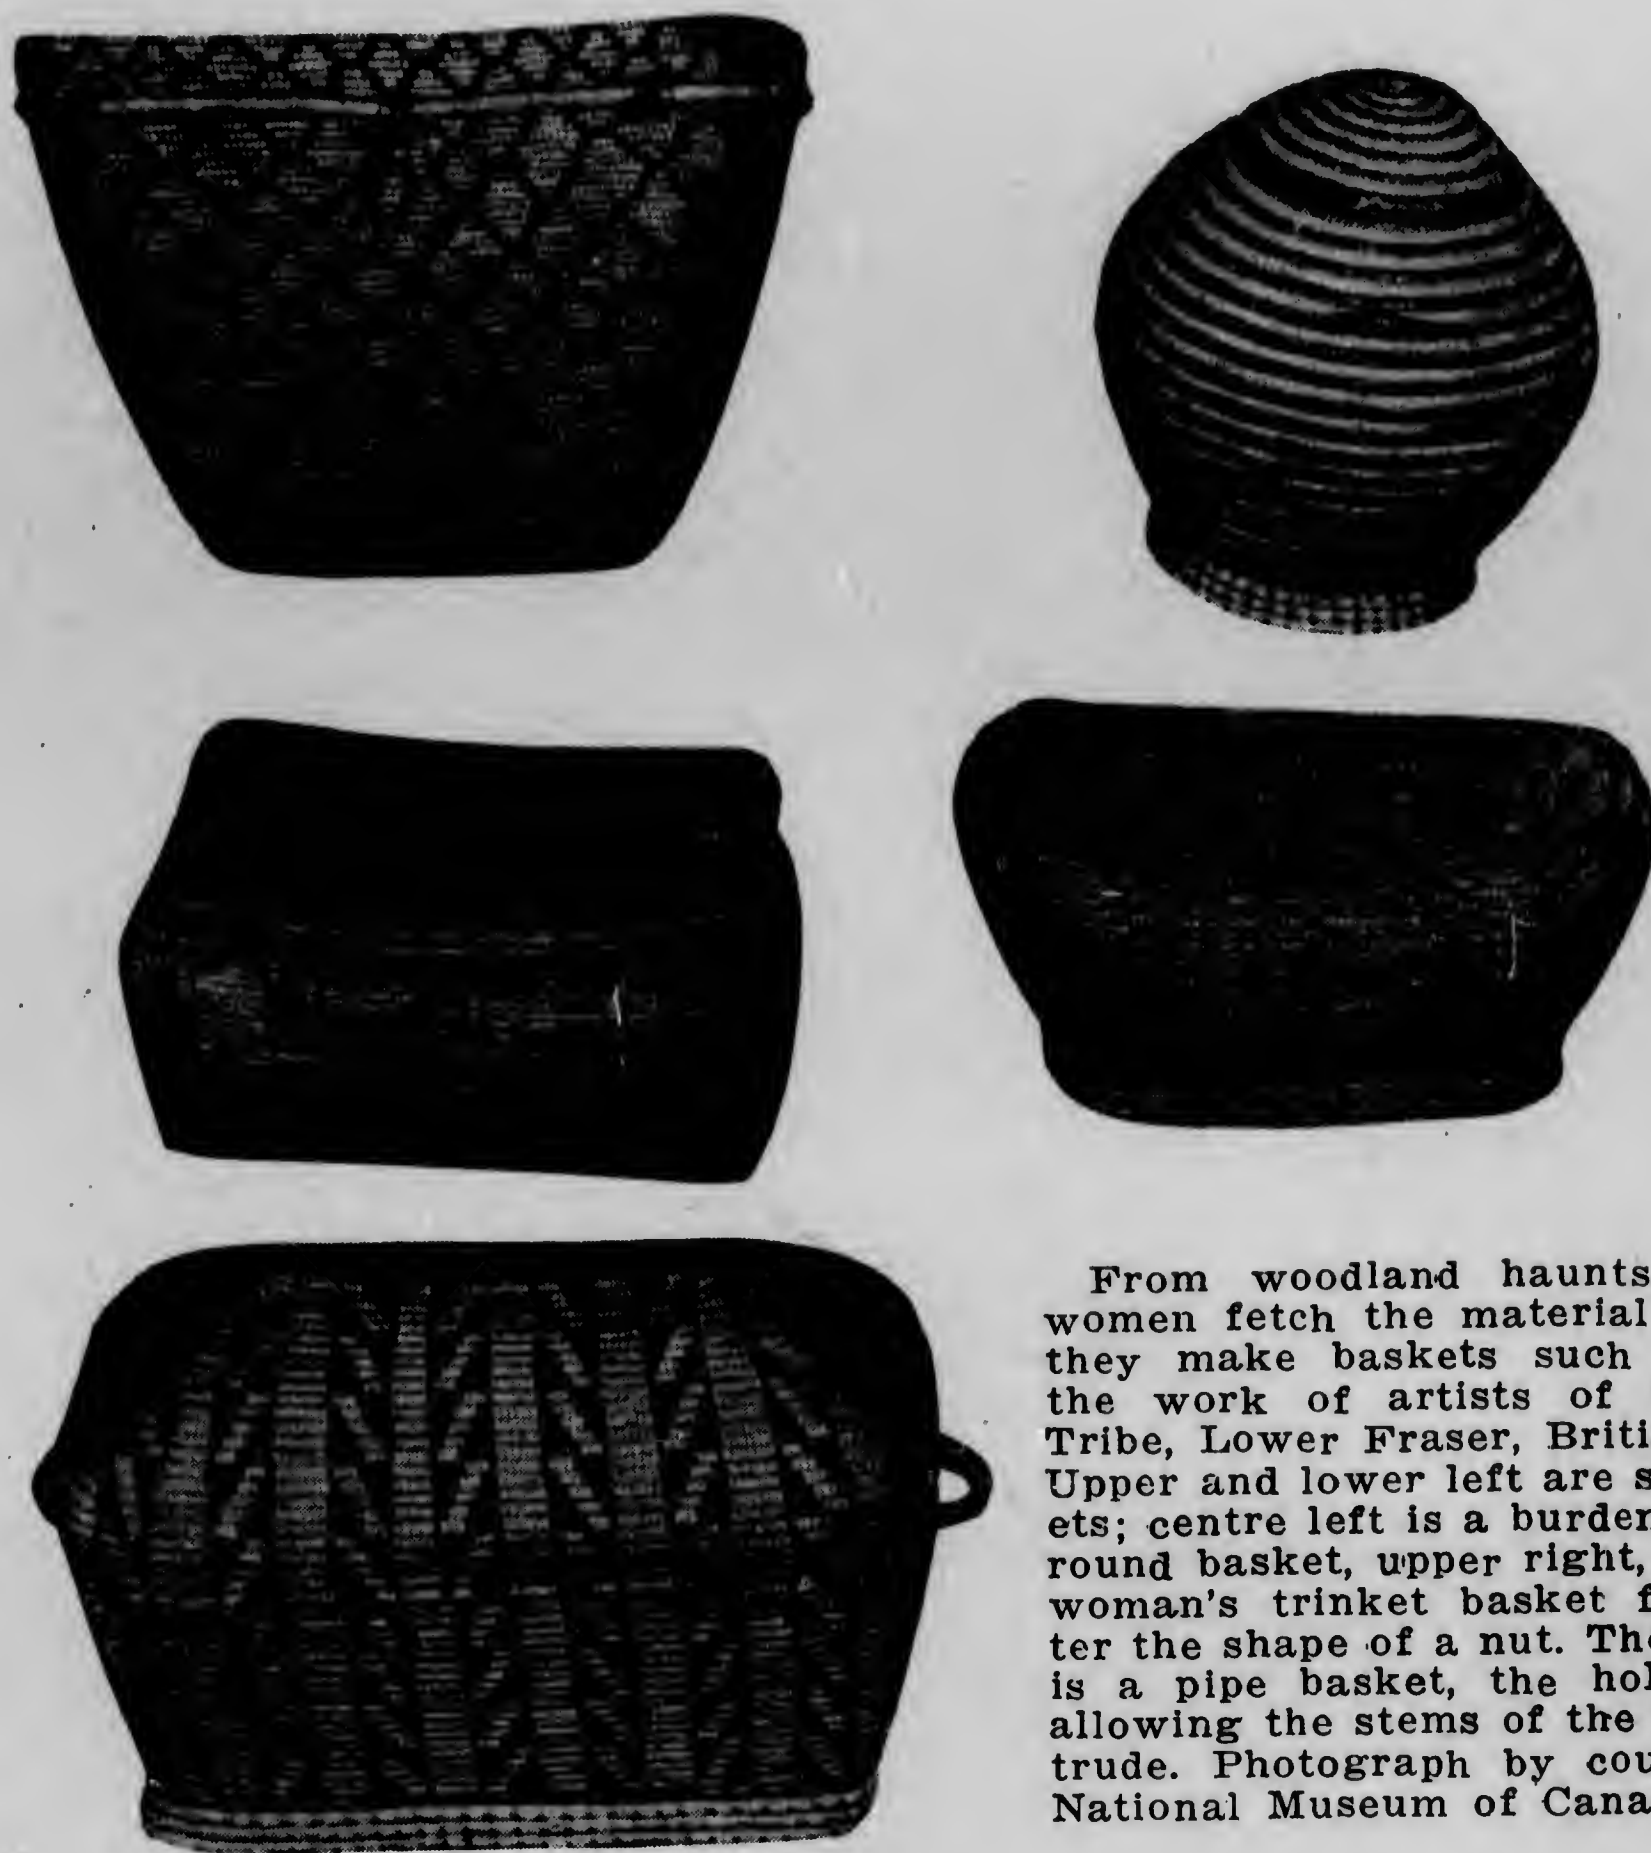 From woodland haunts
women fetch the material
they make baskets such
the work of artists of
Tribe, Lower Fraser, Briti
Upper and lower left are s
ets; centre left is a burden
round basket, upper right,
woman's trinket basket f
ter the shape of a nut. The
is a pipe basket, the hol
allowing the stems of the
trude. Photograph by cou
National Museum of Cana